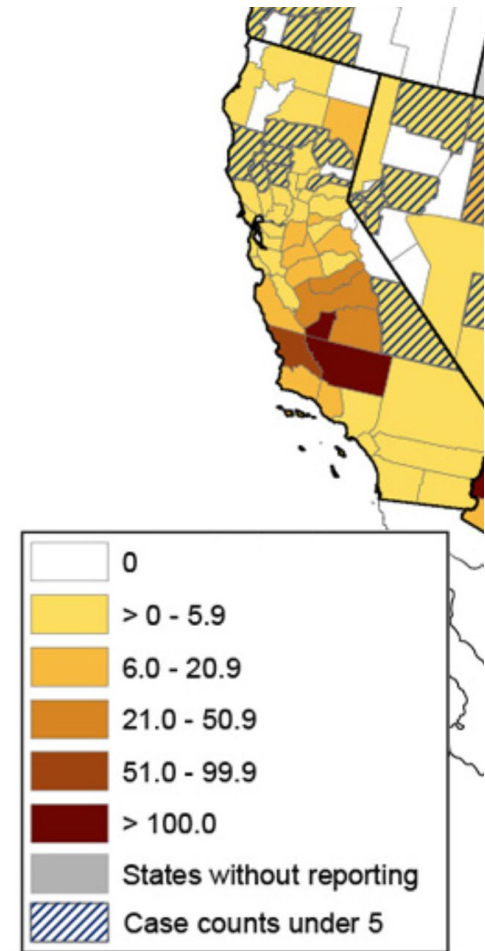 0
> 0 - 5.9
6.0 - 20.9
21.0 - 50.9
51.0 - 99.9
> 100.0
States without reporting
Case counts under 5